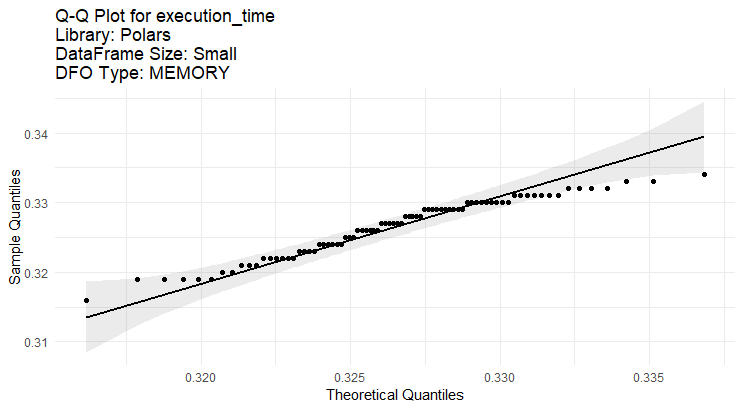 Q-Q Plot for execution_time
Library: Polars
DataFrame Size: Small
DFO Type: MEMORY
0.34
0.33
0.32
0.31
Sample Quantiles
0.320 0.325 0.330 0.335
Theoretical Quantiles